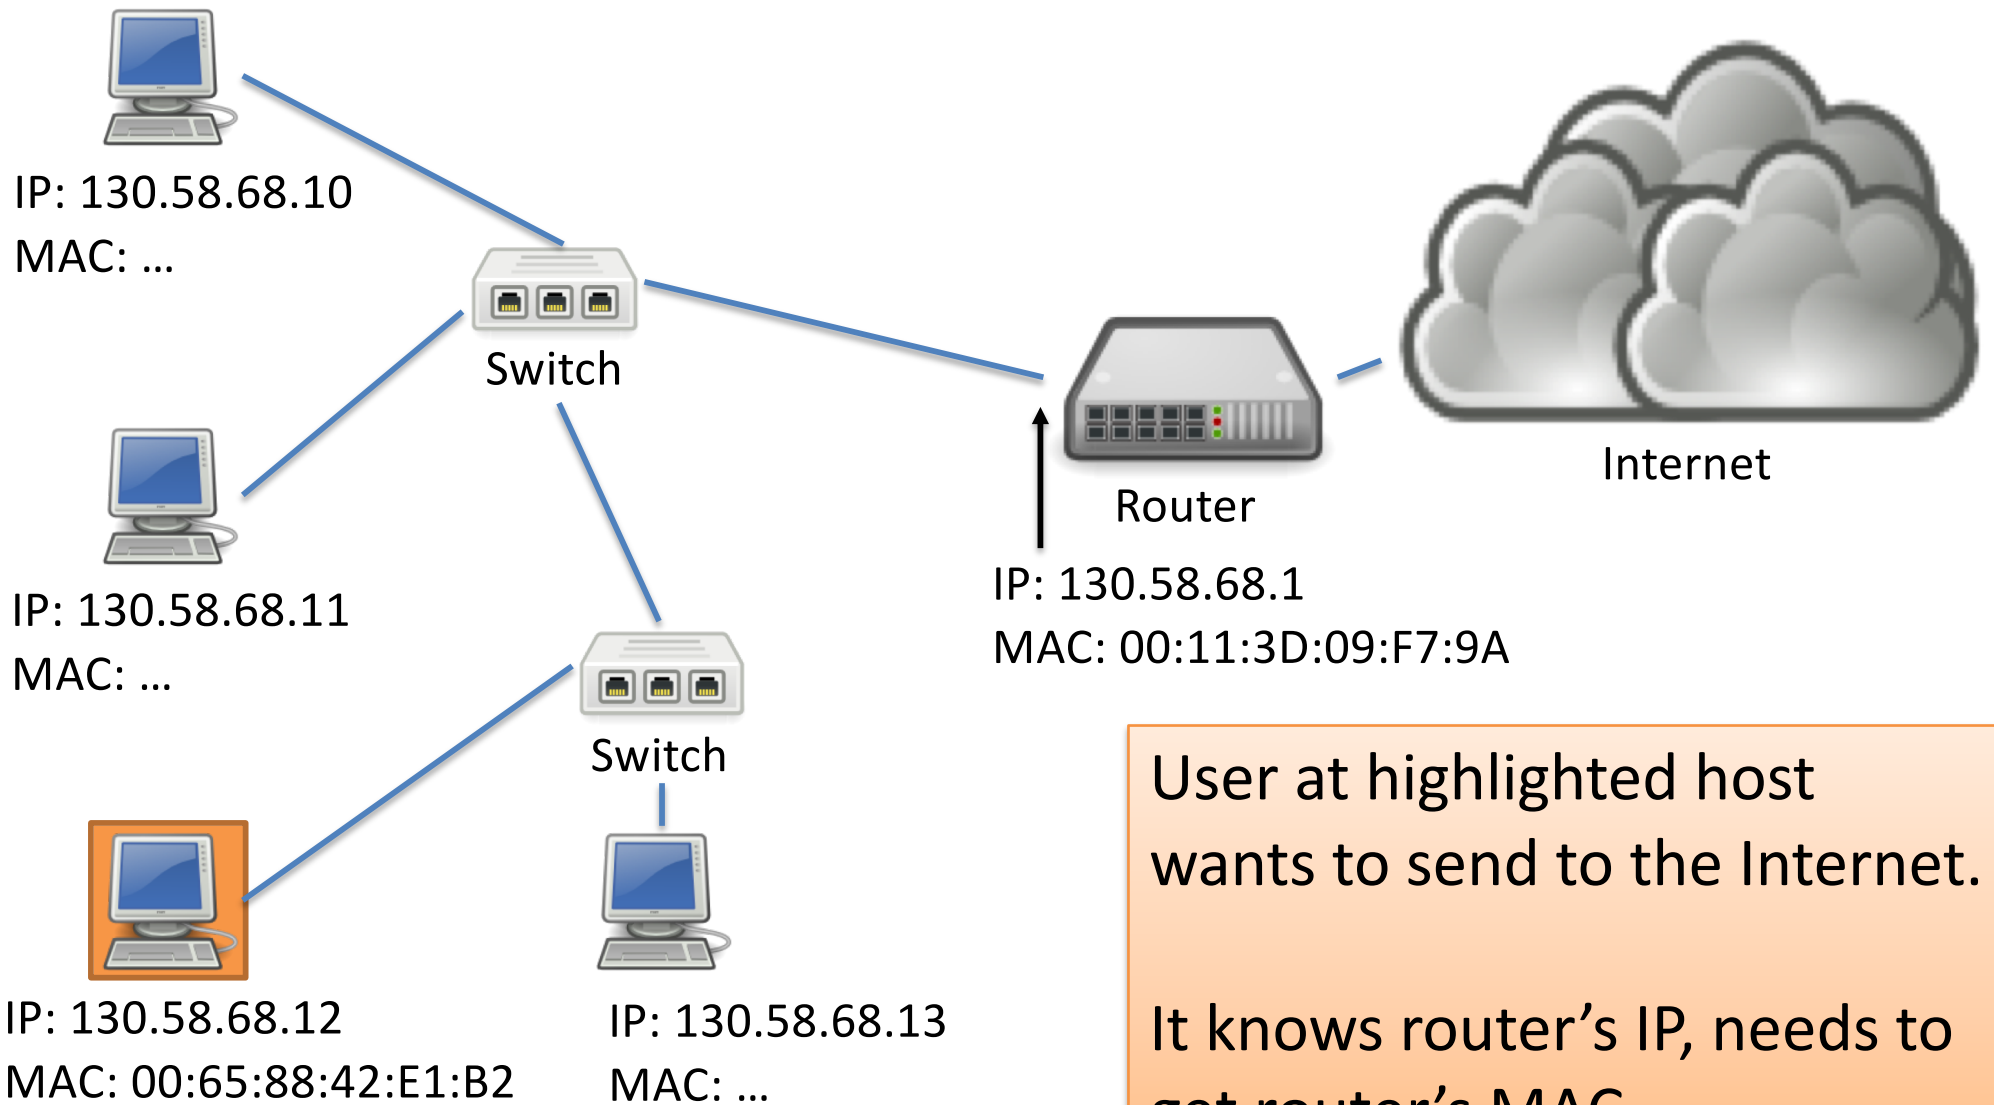 IP: 130.58.68.10
MAC: ...
Switch
Internet
Router
IP: 130.58.68.1
MAC: 00:11:3D:09:F7:9A
IP: 130.58.68.11
MAC: ...
Switch
User at highlighted host
wants to send to the Internet.
It knows router’s IP, needs to
get router’s MAC
IP: 130.58.68.12
MAC: 00:65:88:42:E1:B2
IP: 130.58.68.13
MAC: ...